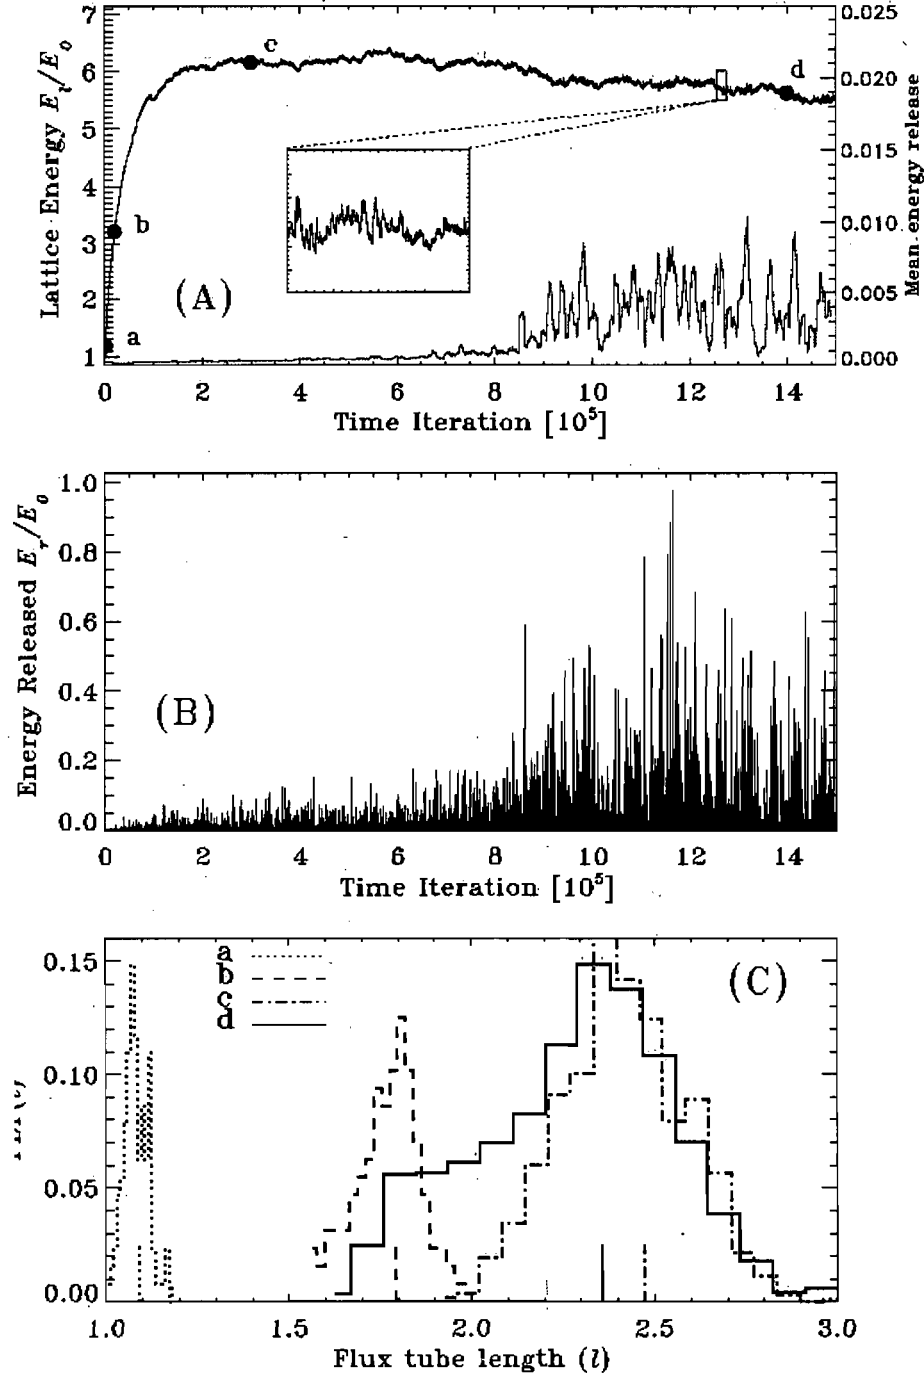 7
6
5
4
3
2
1
Lattice Energy E_l/E_o
0.025
0.020
0.015
0.010
0.005
0.000
Mean energy release
a
b
c
d
(A)
0 2 4 6 8 10 12 14
Time Iteration [10^5]
1.0
0.8
0.6
0.4
0.2
0.0
Energy Released E_r/E_o
(B)
0 2 4 6 8 10 12 14
Time Iteration [10^5]
0.15
0.10
0.05
0.00
a
b
c
d
(C)
1.0 1.5 2.0 2.5 3.0
Flux tube length (l)